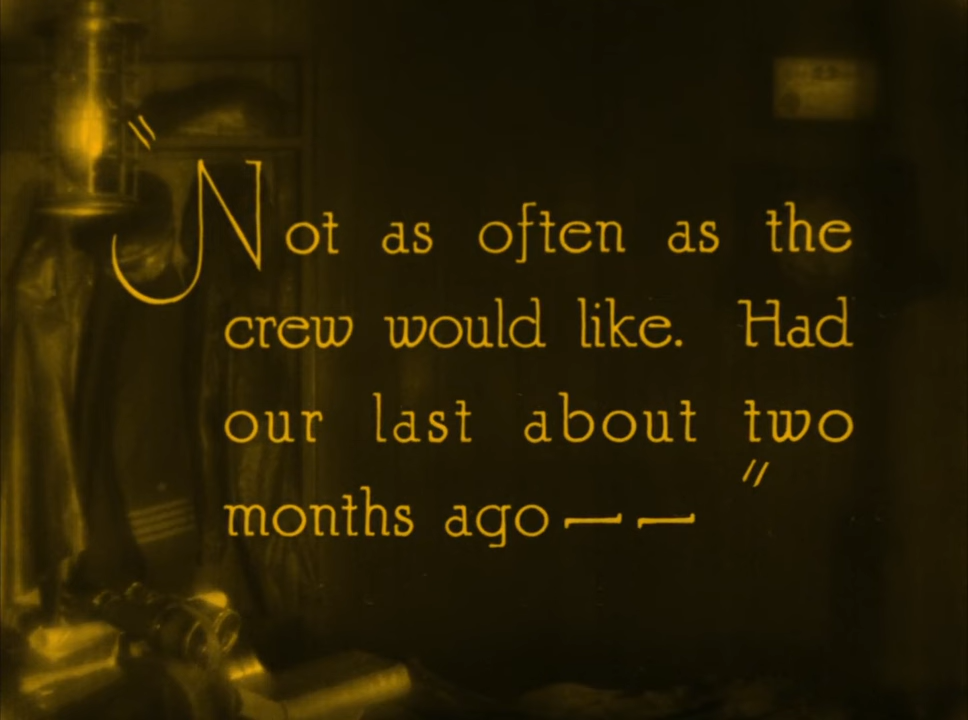 "Not as often as the
crew would like. Had
our last about two
months ago — — "